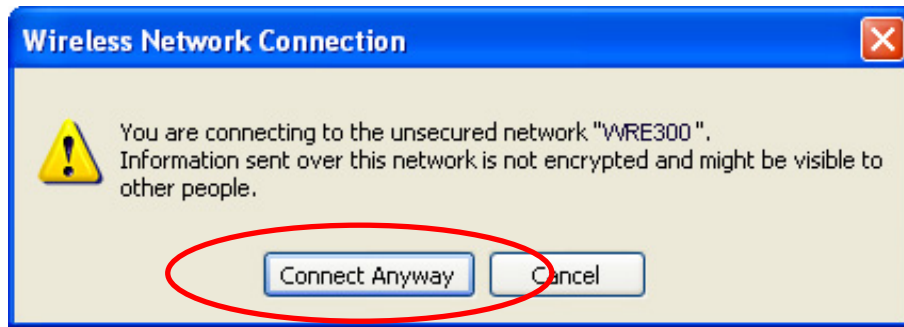 Wireless Network Connection
You are connecting to the unsecured network "WRE300 ".
Information sent over this network is not encrypted and might be visible to
other people.
Connect Anyway
Cancel